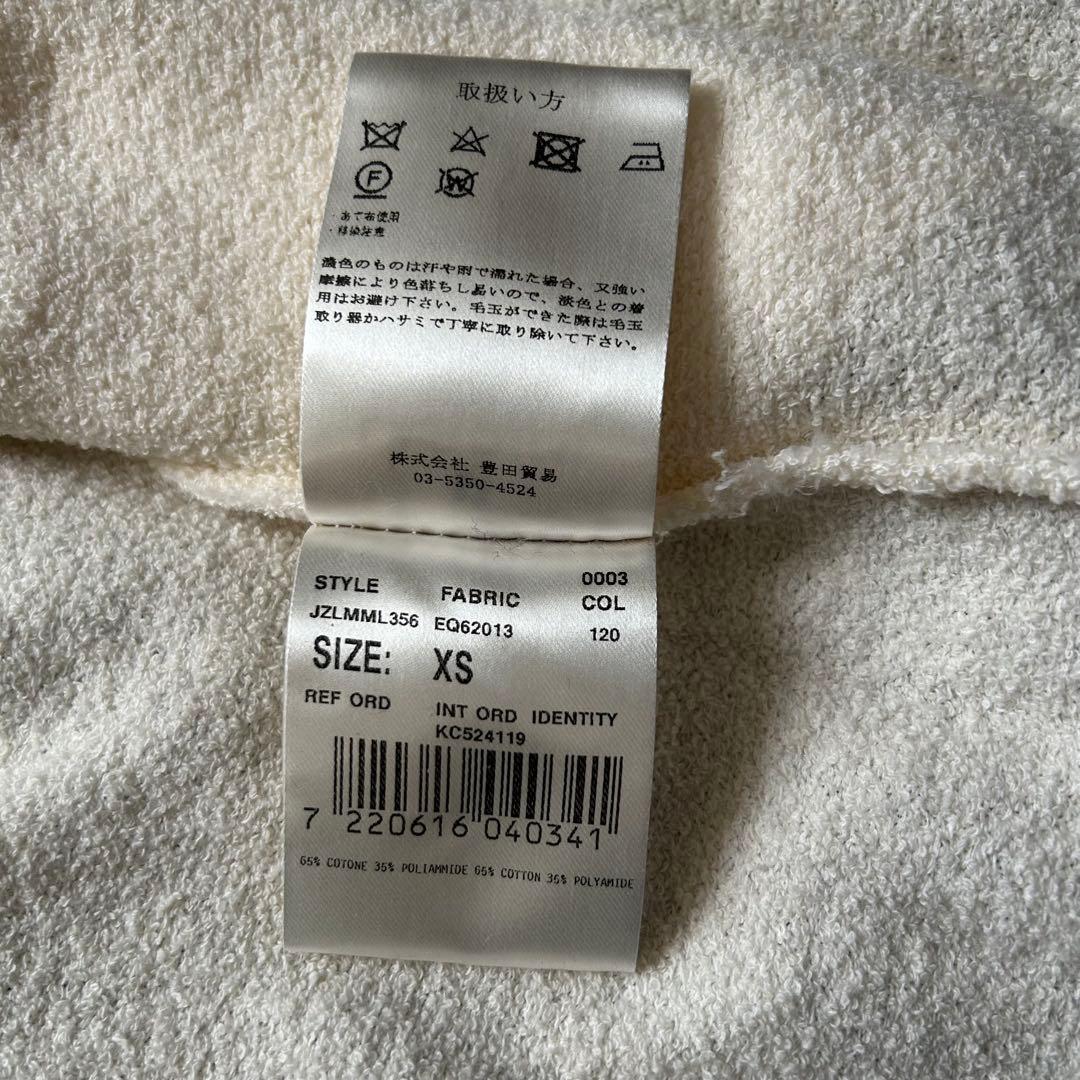 取扱い方
F
W
・あて布使用
・移染注意
濃色のものは汗や雨で濡れた場合、又強い
摩擦により色落ちし易いので、淡色との着
用はお避け下さい。毛玉ができた際は毛玉
取り器かハサミで丁寧に取り除いて下さい。
株式会社 豊田貿易
03-5350-4524
STYLE FABRIC 0003 COL
JZLMML356 EQ62013 120
SIZE: XS
REF ORD INT ORD IDENTITY
KC524119
7 220616 040341
65% COTONE 35% POLIAMMIDE 65% COTTON 35% POLYAMIDE